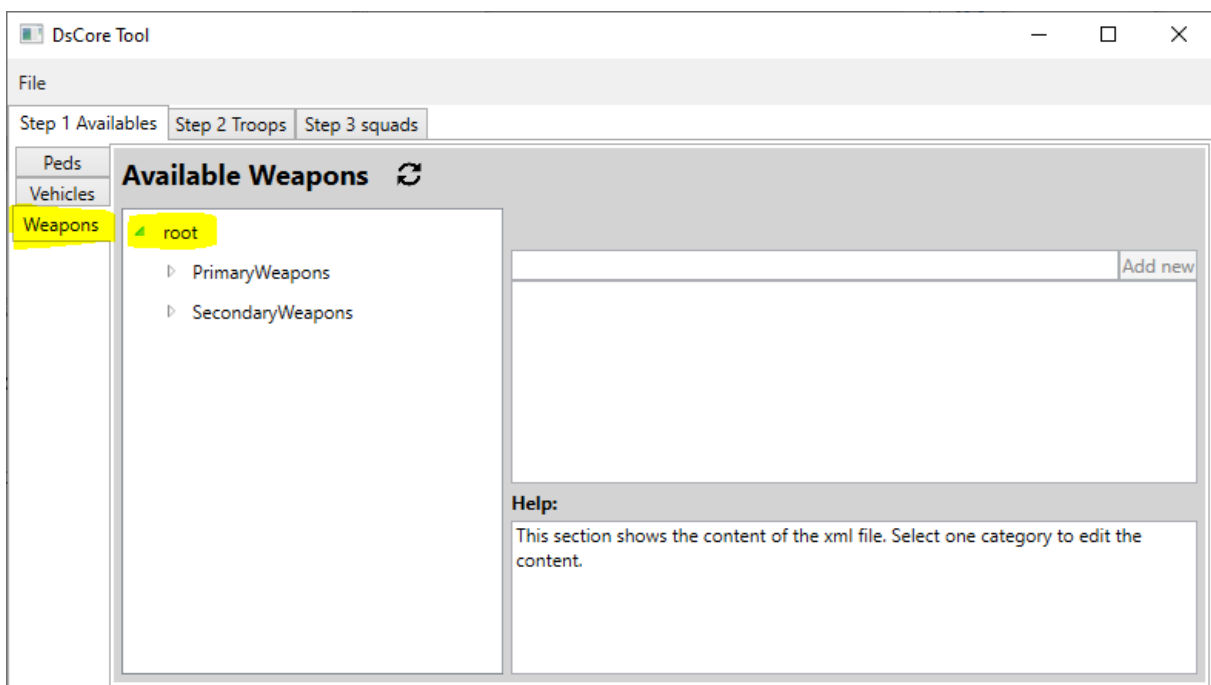 DsCore Tool
File
Step 1 Availables
Step 2 Troops
Step 3 squads
Peds
Vehicles
Weapons
Available Weapons
root
PrimaryWeapons
SecondaryWeapons
Add new
Help:
This section shows the content of the xml file. Select one category to edit the
content.